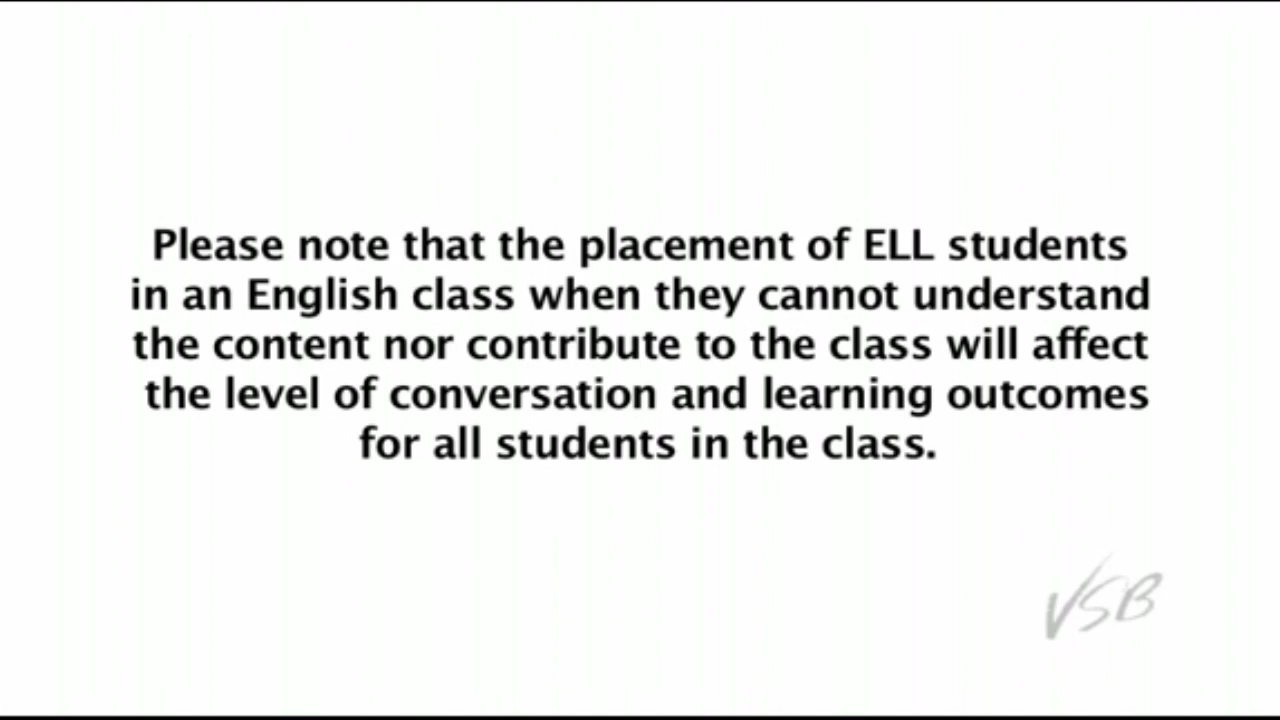 Please note that the placement of ELL students
in an English class when they cannot understand
the content nor contribute to the class will affect
the level of conversation and learning outcomes
for all students in the class.
VSB